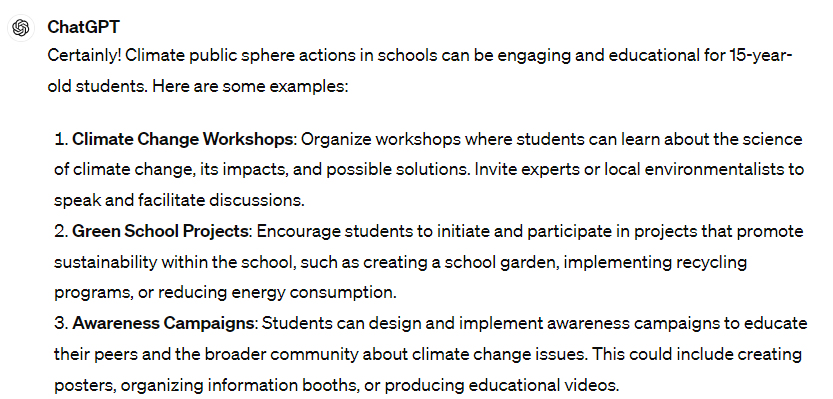 ChatGPT
Certainly! Climate public sphere actions in schools can be engaging and educational for 15-year-
old students. Here are some examples:
1. Climate Change Workshops: Organize workshops where students can learn about the science
of climate change, its impacts, and possible solutions. Invite experts or local environmentalists to
speak and facilitate discussions.
2. Green School Projects: Encourage students to initiate and participate in projects that promote
sustainability within the school, such as creating a school garden, implementing recycling
programs, or reducing energy consumption.
3. Awareness Campaigns: Students can design and implement awareness campaigns to educate
their peers and the broader community about climate change issues. This could include creating
posters, organizing information booths, or producing educational videos.